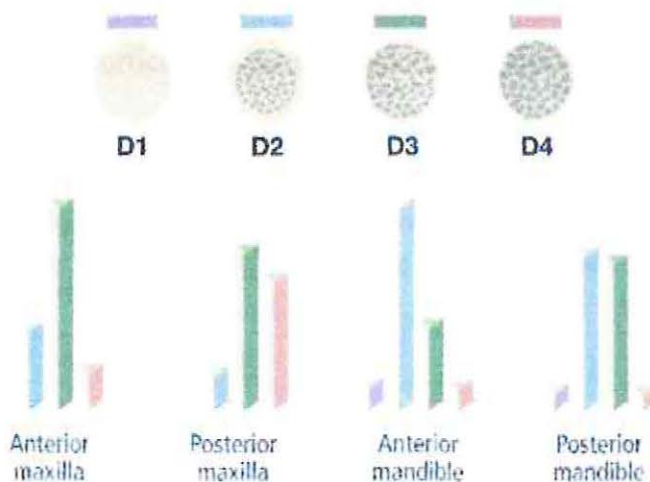 D1
D2
D3
D4
Anterior
maxilla
Posterior
maxilla
Anterior
mandible
Posterior
mandible